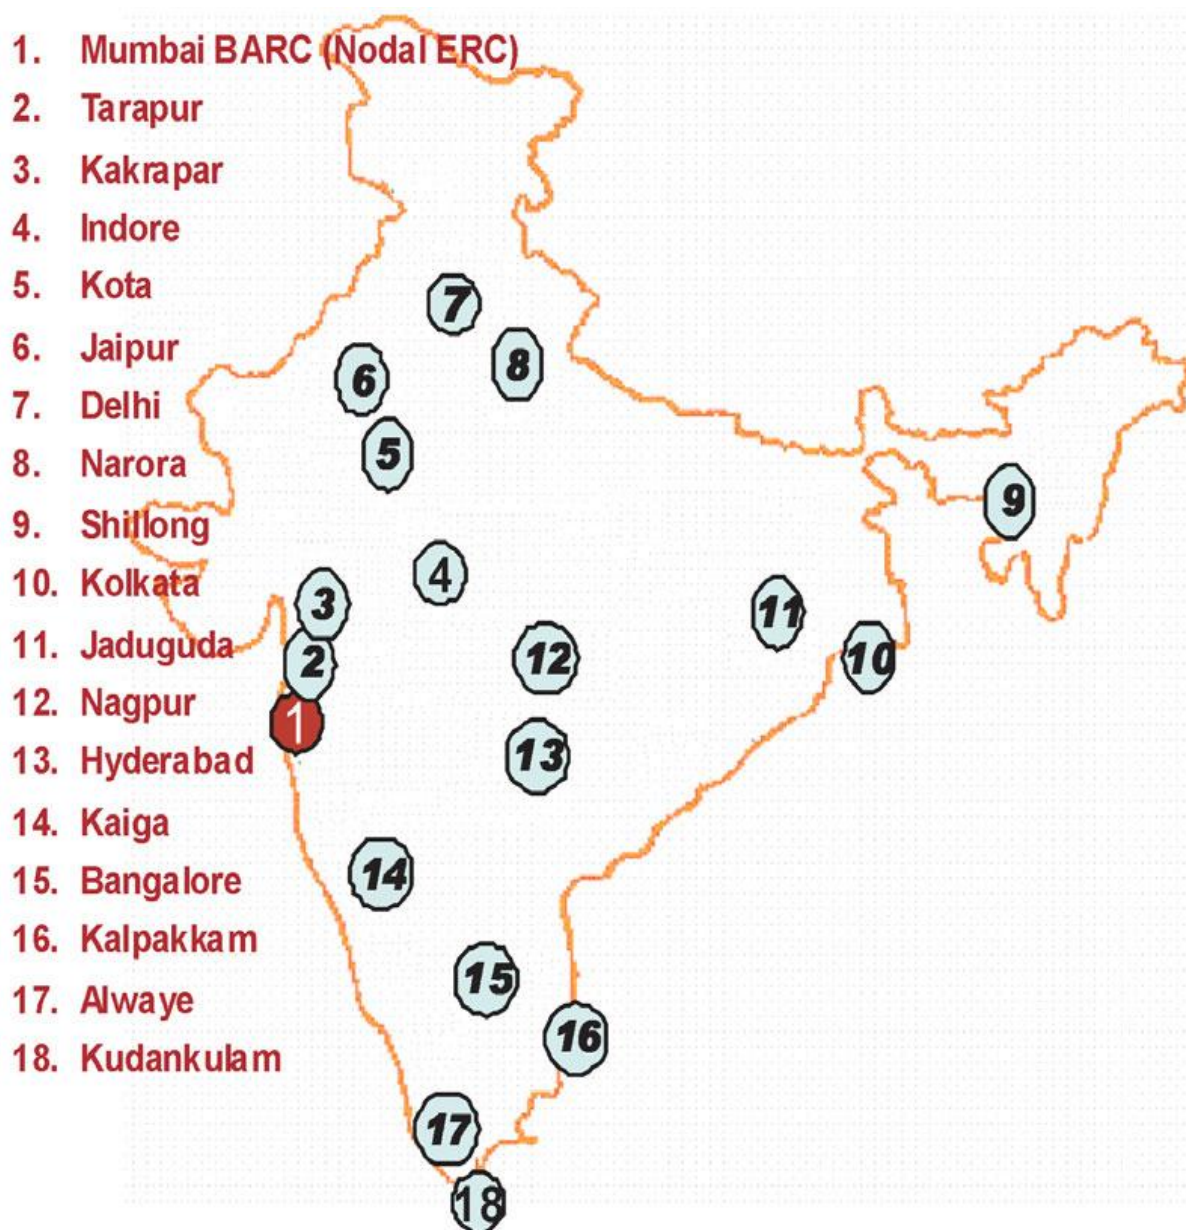 1. Mumbai BARC (Nodal ERC)
2. Tarapur
3. Kakrapar
4. Indore
5. Kota
6. Jaipur
7. Delhi
8. Narora
9. Shillong
10. Kolkata
11. Jaduguda
12. Nagpur
13. Hyderabad
14. Kaiga
15. Bangalore
16. Kalpakkam
17. Alwaye
18. Kudankulam
7
8
6
5
9
4
3
11
2
12
10
1
13
14
15
16
17
18